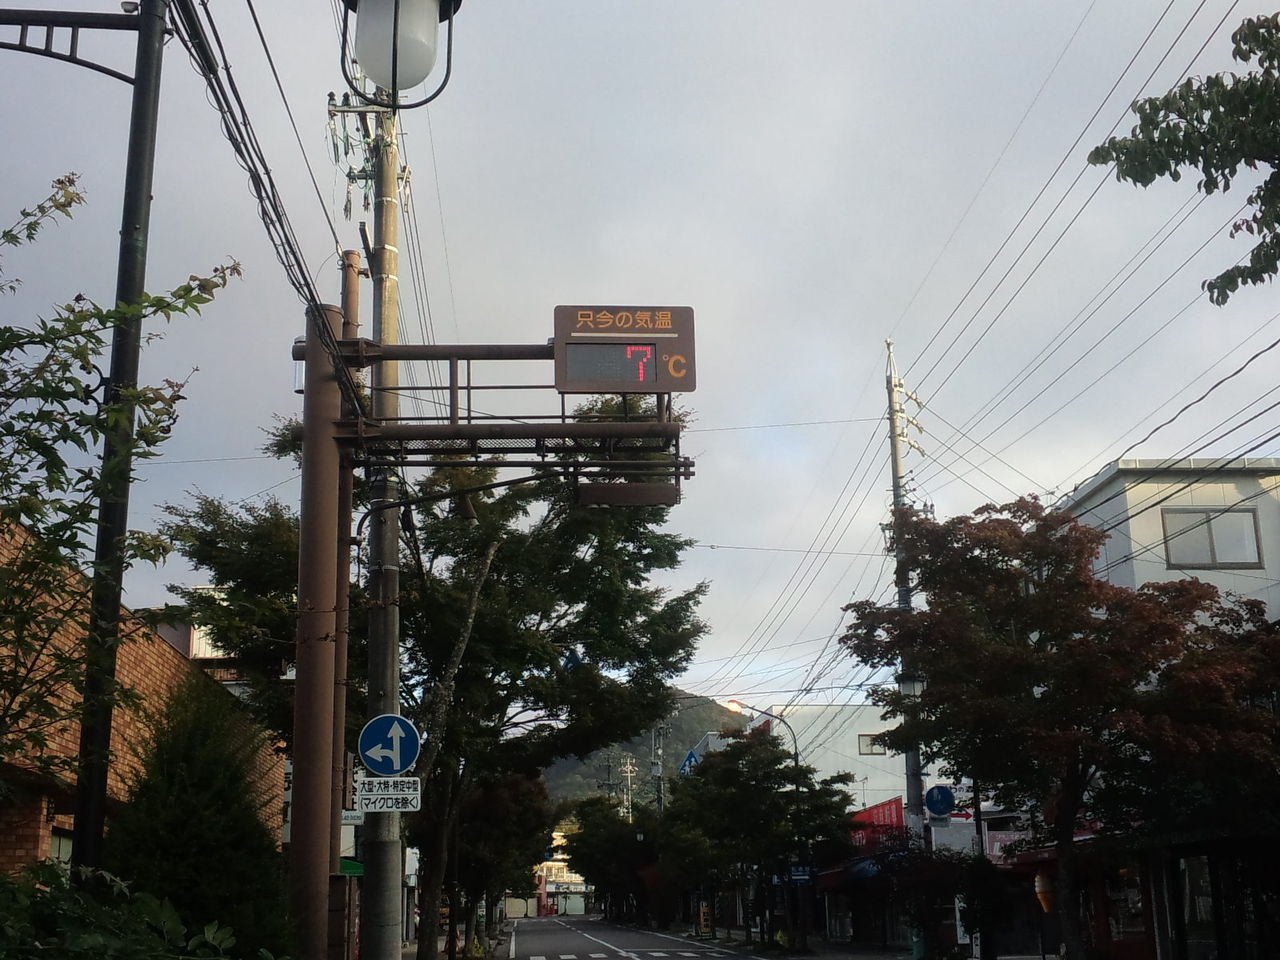 只今の気温
7 ℃
大型・大特・特定中型
(マイクロを除く)